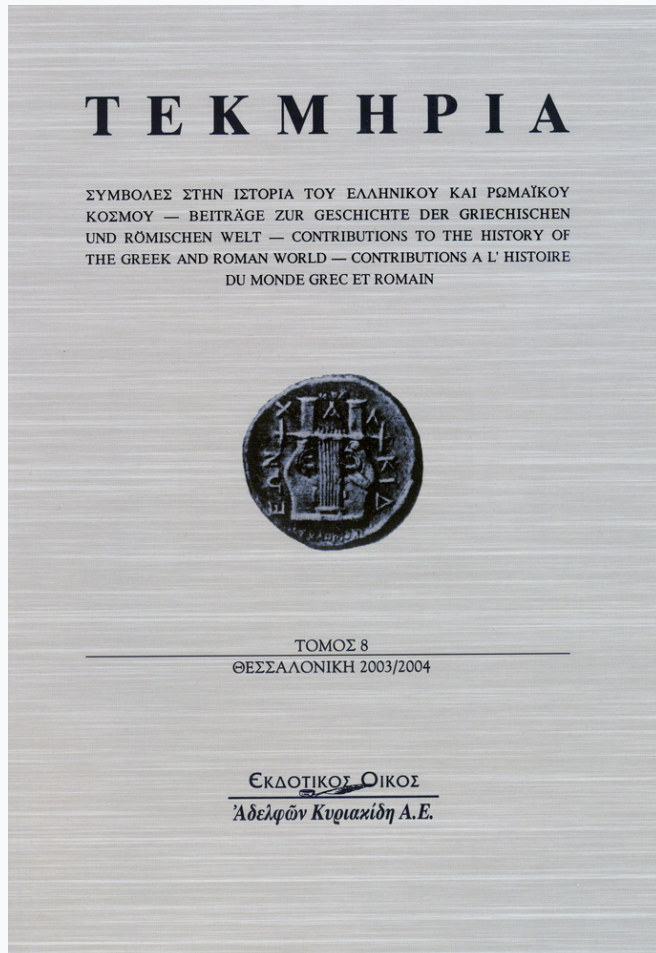 ΤΕΚΜΗΡΙΑ
ΣΥΜΒΟΛΕΣ ΣΤΗΝ ΙΣΤΟΡΙΑ ΤΟΥ ΕΛΛΗΝΙΚΟΥ ΚΑΙ ΡΩΜΑΪΚΟΥ
ΚΟΣΜΟΥ — BEITRÄGE ZUR GESCHICHTE DER GRIECHISCHEN
UND RÖMISCHEN WELT — CONTRIBUTIONS TO THE HISTORY OF
THE GREEK AND ROMAN WORLD — CONTRIBUTIONS A L' HISTOIRE
DU MONDE GREC ET ROMAIN
ΧΑΛΚΙΔΕΩΝ
ΤΟΜΟΣ 8
ΘΕΣΣΑΛΟΝΙΚΗ 2003/2004
ΕΚΔΟΤΙΚΟΣ ΟΙΚΟΣ
Ἀδελφῶν Κυριακίδη Α.Ε.